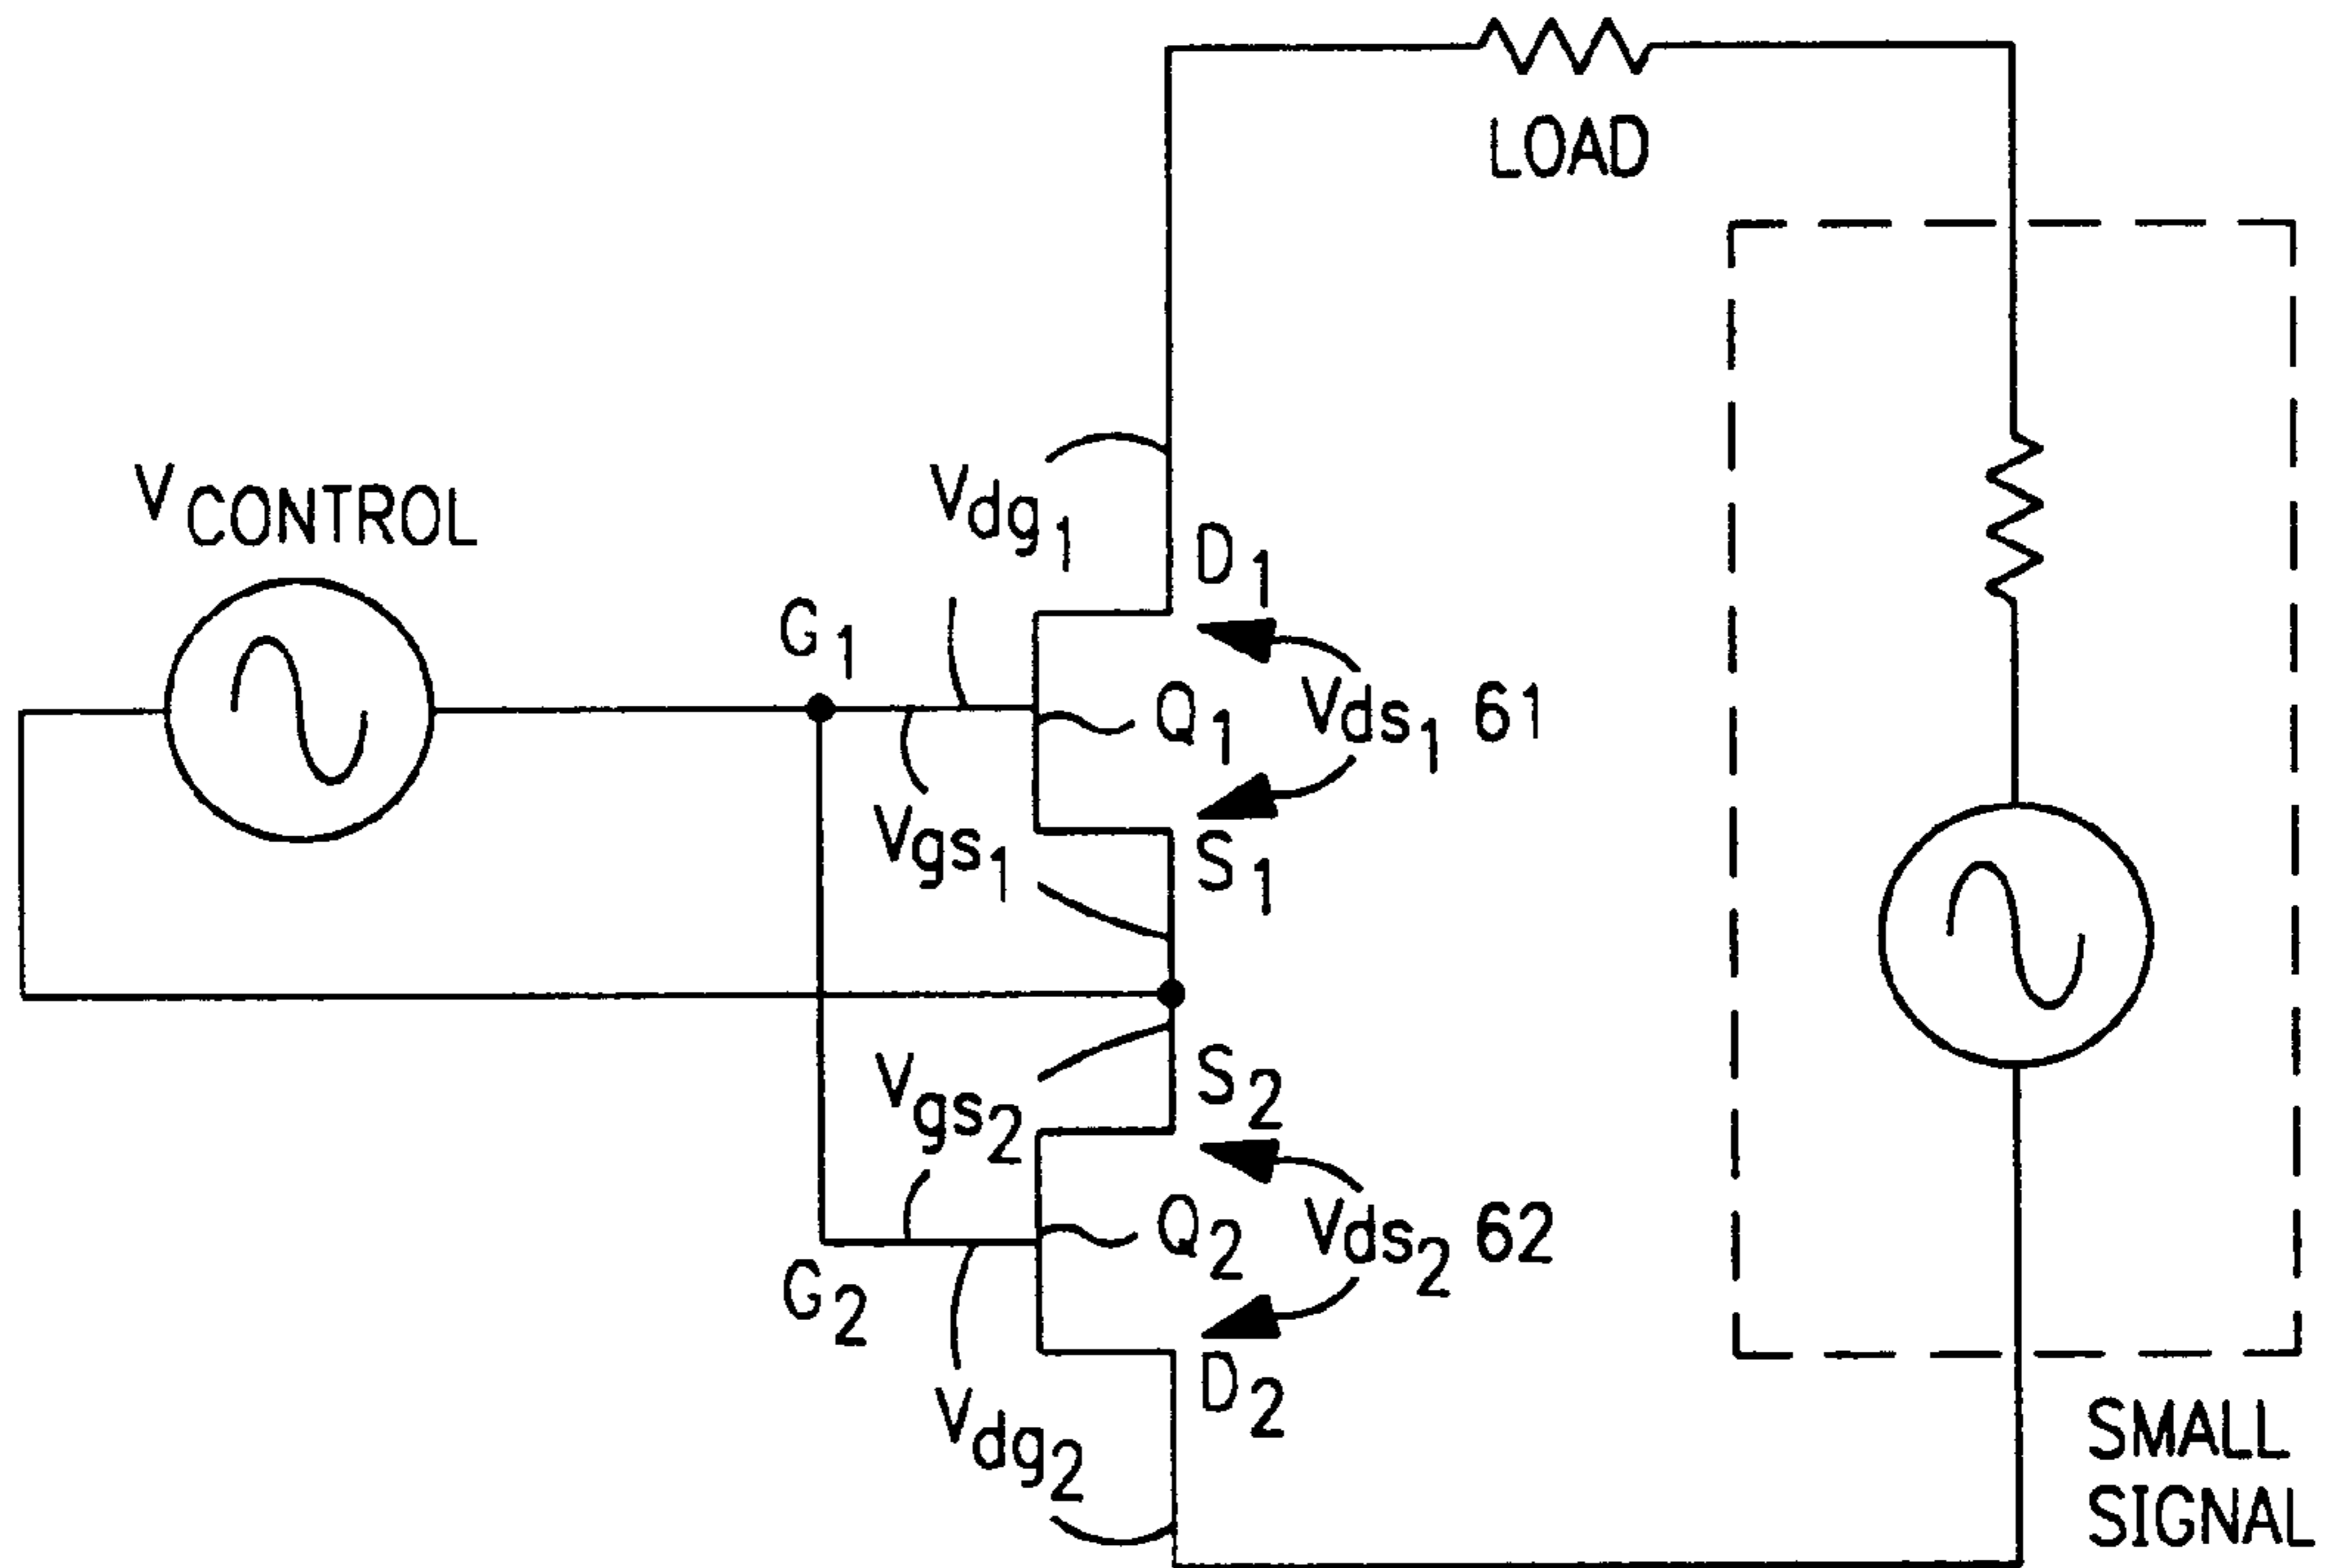 LOAD
VCONTROL
Vdg1
D1
G1
Q1
Vds1 61
Vgs1
S1
Vgs2
S2
Q2
Vds2 62
G2
D2
Vdg2
SMALL
SIGNAL